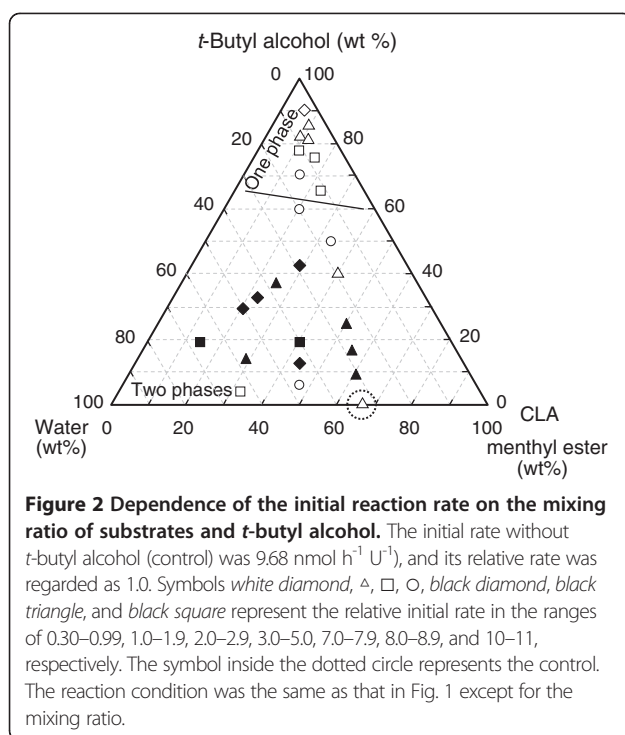 t-Butyl alcohol (wt %)
0 100
20 80
One phase
40 60
60 40
80 20
Two phases
100 0
Water
(wt%)
0 20 40 60 80 100
CLA
menthyl ester
(wt%)
Figure 2 Dependence of the initial reaction rate on the mixing
ratio of substrates and t-butyl alcohol. The initial rate without
t-butyl alcohol (control) was 9.68 nmol h⁻¹ U⁻¹), and its relative rate was
regarded as 1.0. Symbols white diamond, △, □, ○, black diamond, black
triangle, and black square represent the relative initial rate in the ranges
of 0.30–0.99, 1.0–1.9, 2.0–2.9, 3.0–5.0, 7.0–7.9, 8.0–8.9, and 10–11,
respectively. The symbol inside the dotted circle represents the control.
The reaction condition was the same as that in Fig. 1 except for the
mixing ratio.